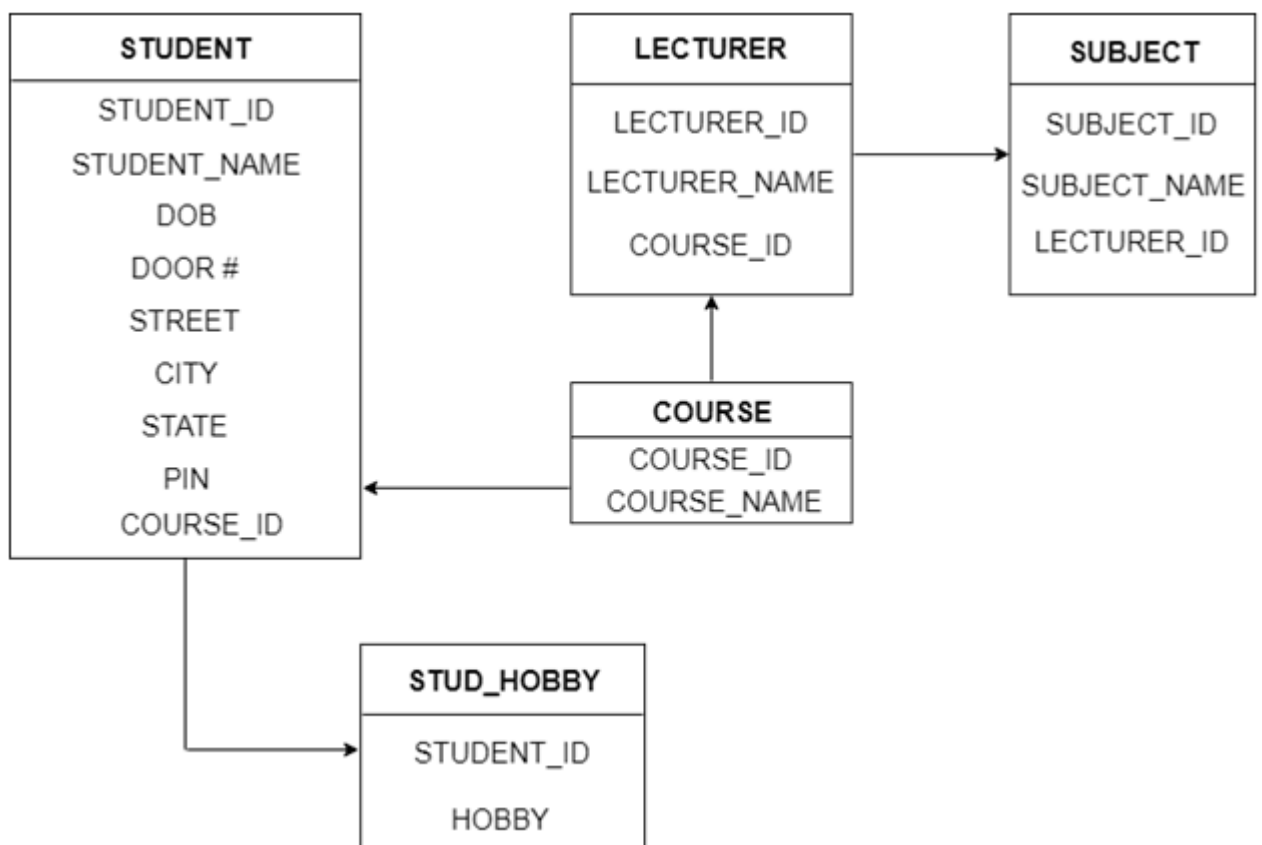 STUDENT
STUDENT_ID
STUDENT_NAME
DOB
DOOR #
STREET
CITY
STATE
PIN
COURSE_ID
LECTURER
LECTURER_ID
LECTURER_NAME
COURSE_ID
SUBJECT
SUBJECT_ID
SUBJECT_NAME
LECTURER_ID
COURSE
COURSE_ID
COURSE_NAME
STUD_HOBBY
STUDENT_ID
HOBBY